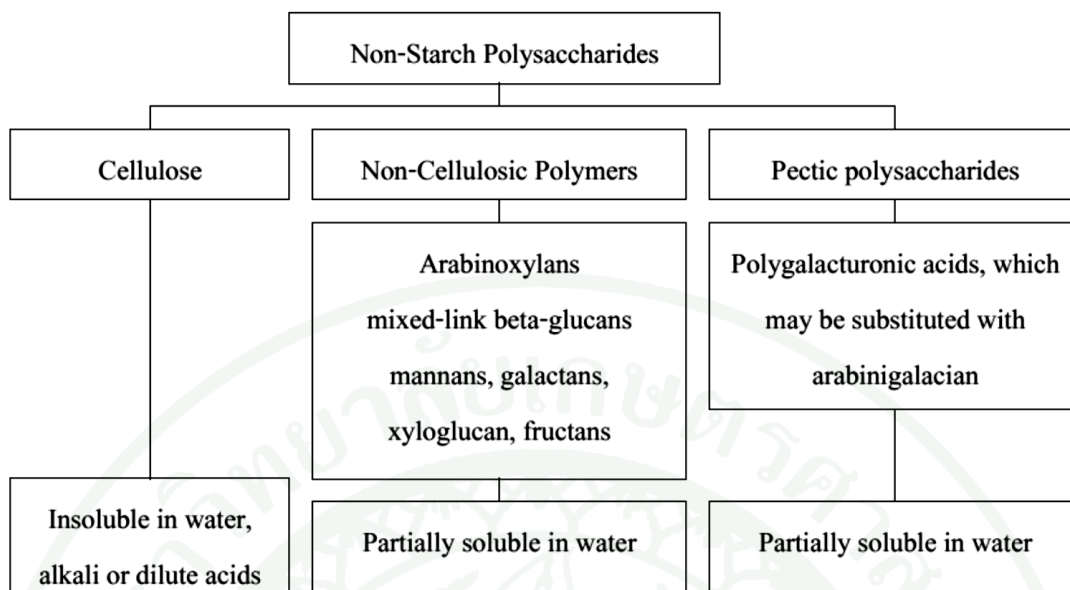 Non-Starch Polysaccharides
Cellulose
Non-Cellulosic Polymers
Pectic polysaccharides
Arabinoxylans
mixed-link beta-glucans
mannans, galactans,
xyloglucan, fructans
Polygalacturonic acids, which
may be substituted with
arabinigalacian
Insoluble in water,
alkali or dilute acids
Partially soluble in water
Partially soluble in water